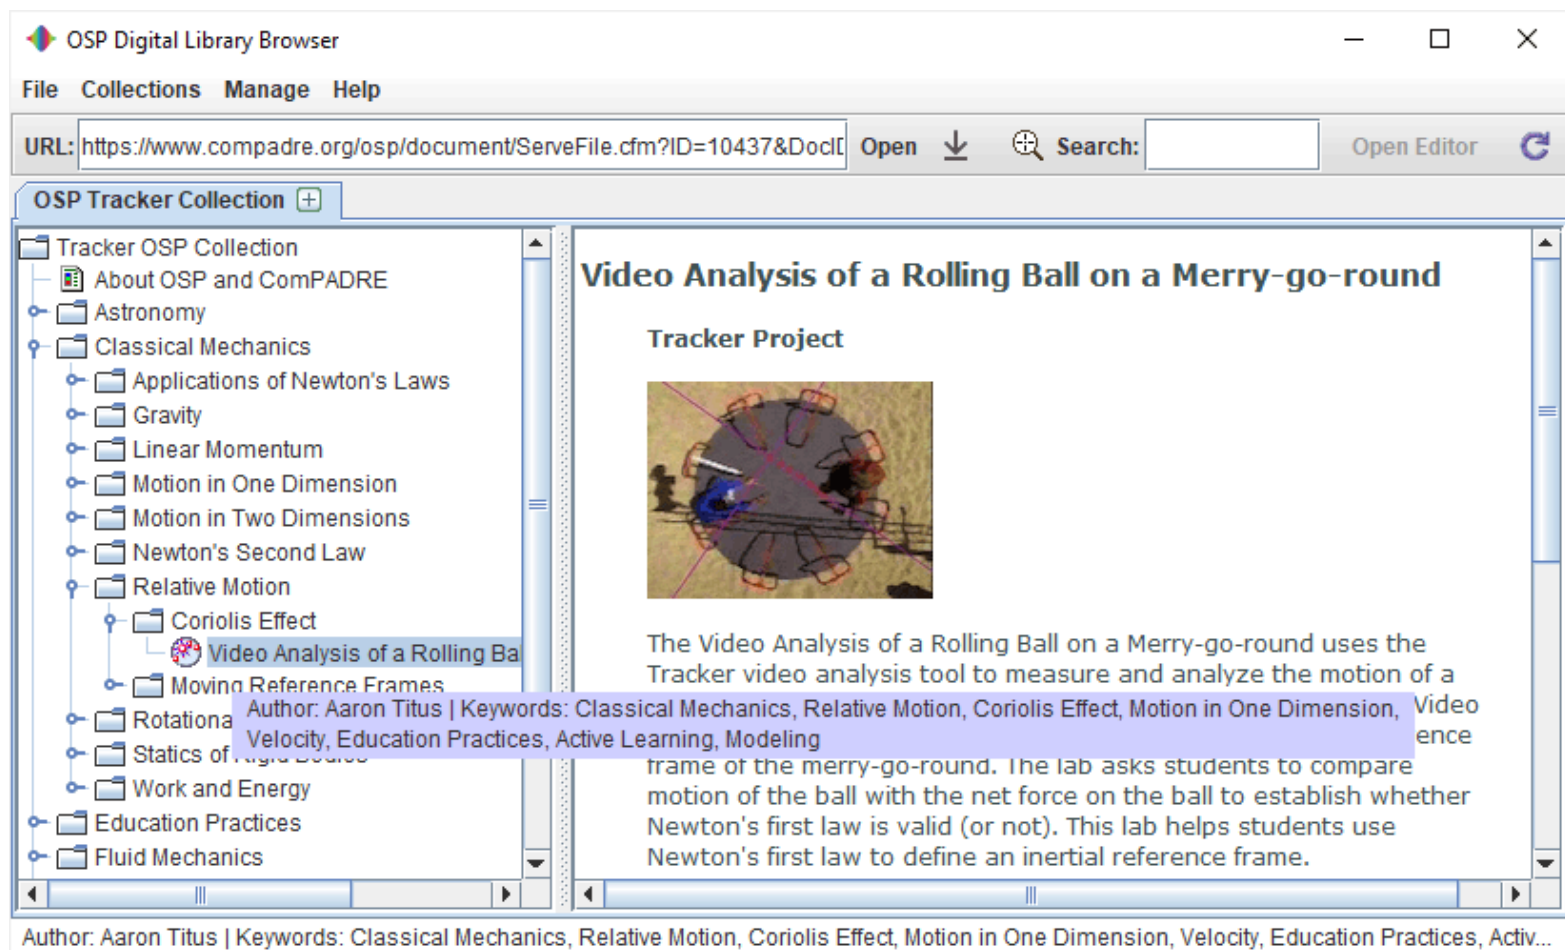 OSP Digital Library Browser
File Collections Manage Help
URL: https://www.compadre.org/osp/document/ServeFile.cfm?ID=10437&DocI Open Search: Open Editor
OSP Tracker Collection
Tracker OSP Collection
About OSP and ComPADRE
Astronomy
Classical Mechanics
Applications of Newton's Laws
Gravity
Linear Momentum
Motion in One Dimension
Motion in Two Dimensions
Newton's Second Law
Relative Motion
Coriolis Effect
Video Analysis of a Rolling Ba
Moving Reference Frames
Rotationa
Statics of
Work and Energy
Education Practices
Fluid Mechanics
Video Analysis of a Rolling Ball on a Merry-go-round
Tracker Project
The Video Analysis of a Rolling Ball on a Merry-go-round uses the
Tracker video analysis tool to measure and analyze the motion of a
Video
ence
frame of the merry-go-round. The lab asks students to compare
motion of the ball with the net force on the ball to establish whether
Newton's first law is valid (or not). This lab helps students use
Newton's first law to define an inertial reference frame.
Author: Aaron Titus | Keywords: Classical Mechanics, Relative Motion, Coriolis Effect, Motion in One Dimension,
Velocity, Education Practices, Active Learning, Modeling
Author: Aaron Titus | Keywords: Classical Mechanics, Relative Motion, Coriolis Effect, Motion in One Dimension, Velocity, Education Practices, Activ...